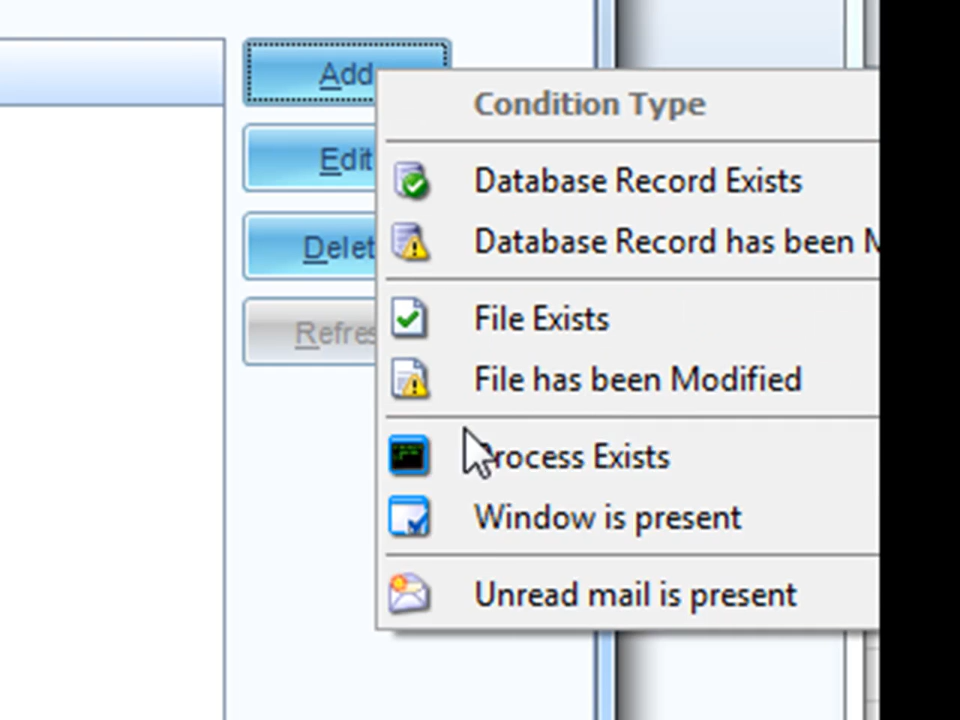 Add
Condition Type
Edit
Database Record Exists
Database Record has been
Delet
File Exists
Refres
File has been Modified
Process Exists
Window is present
Unread mail is present